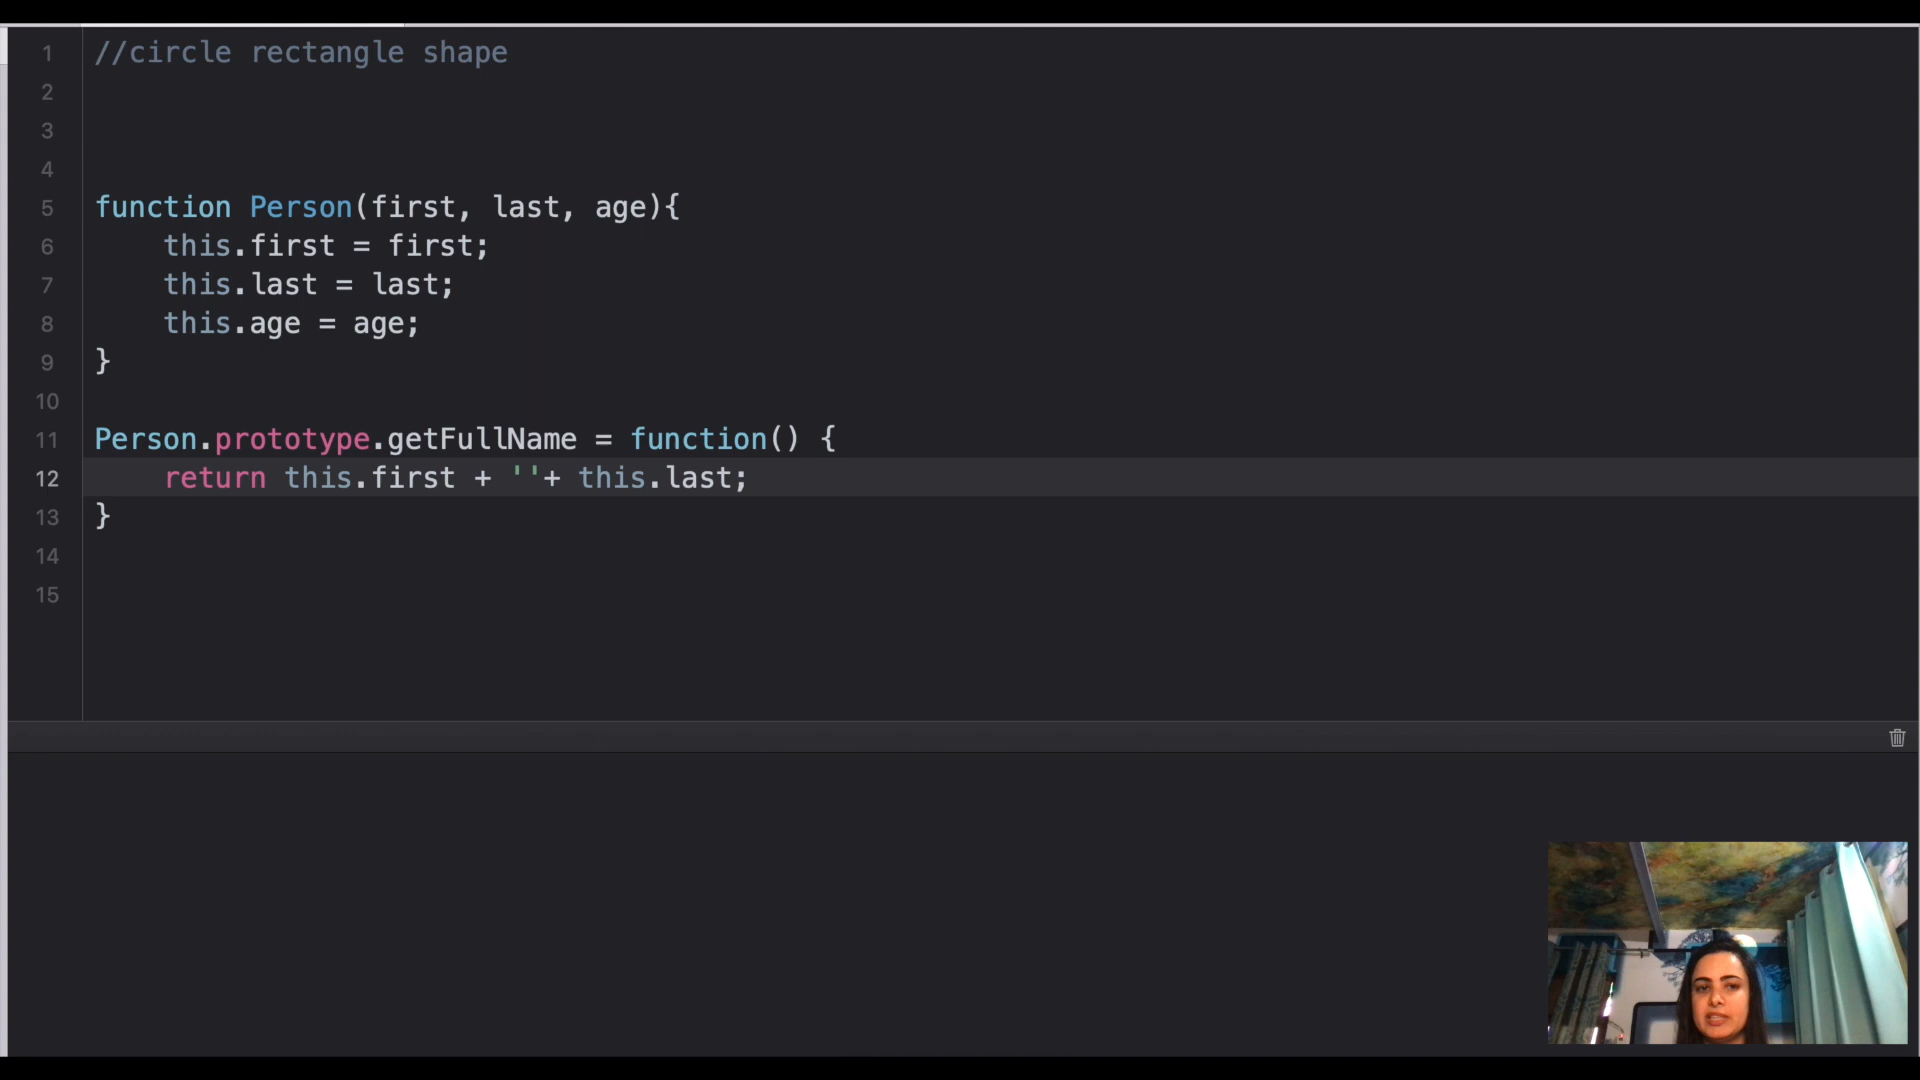 1 //circle rectangle shape
2
3
4
5 function Person(first, last, age){
6 this.first = first;
7 this.last = last;
8 this.age = age;
9 }
10
11 Person.prototype.getFullName = function() {
12 return this.first + ''+ this.last;
13 }
14
15